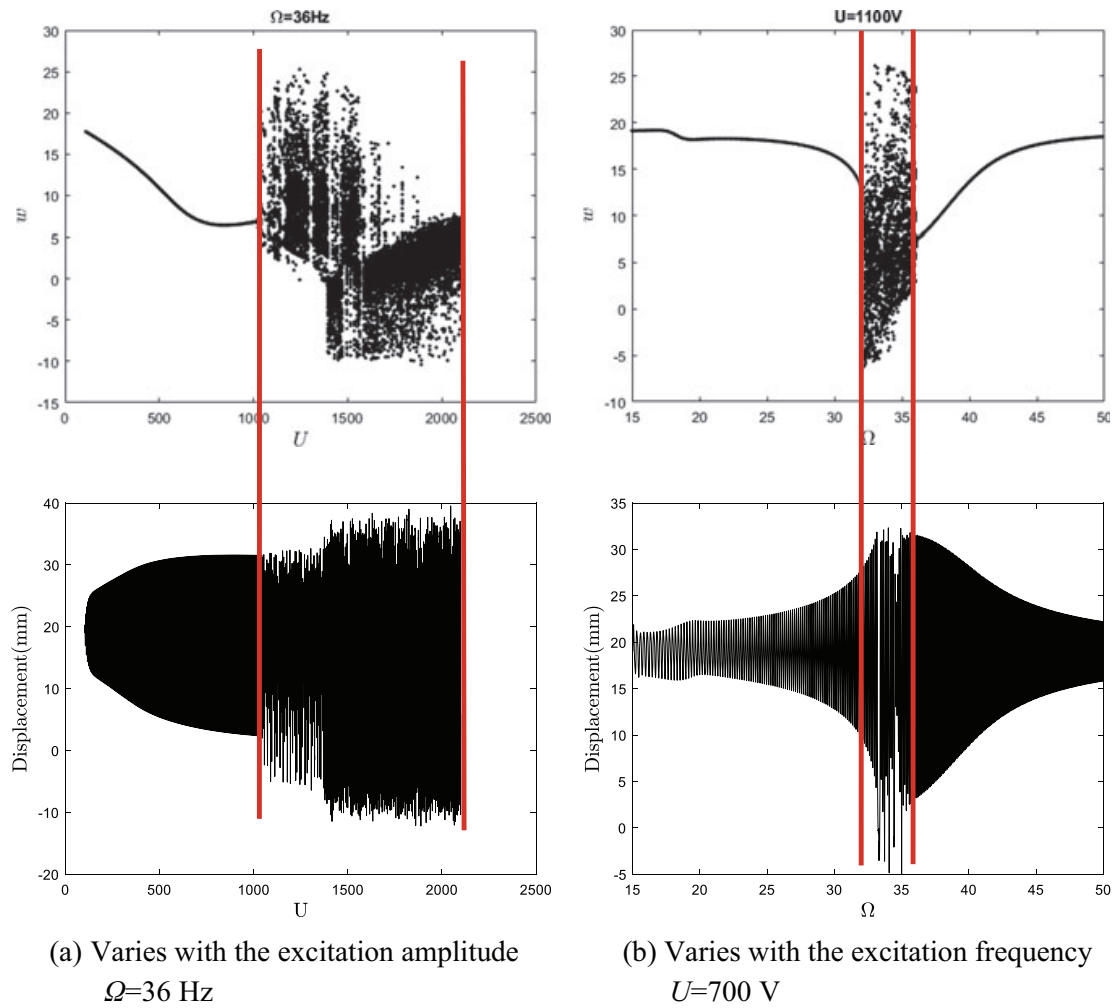 Ω=36Hz
30
25
20
15
10
5
0
-5
-10
-15
w
0 500 1000 1500 2000 2500
U
U=1100V
30
25
20
15
10
5
0
-5
-10
w
15 20 25 30 35 40 45 50
Ω
40
30
20
10
0
-10
-20
Displacement(mm)
0 500 1000 1500 2000 2500
U
35
30
25
20
15
10
5
0
-5
Displacement(mm)
15 20 25 30 35 40 45 50
Ω
(a) Varies with the excitation amplitude
Ω=36 Hz
(b) Varies with the excitation frequency
U=700 V